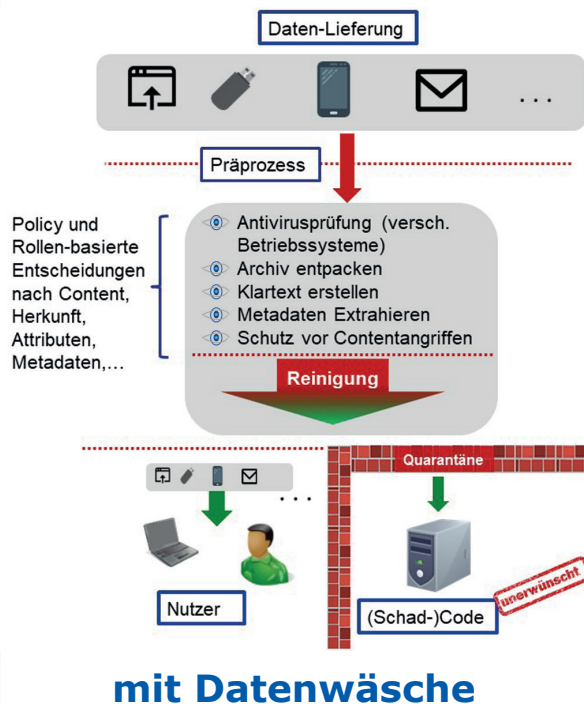 Daten-Lieferung
. . .
Präprozess
Policy und
Rollen-basierte
Entscheidungen
nach Content,
Herkunft,
Attributen,
Metadaten,…
Antivirusprüfung (versch.
Betriebssysteme)
Archiv entpacken
Klartext erstellen
Metadaten Extrahieren
Schutz vor Contentangriffen
Reinigung
Quarantäne
. . .
Nutzer
(Schad-)Code
unerwünscht
mit Datenwäsche